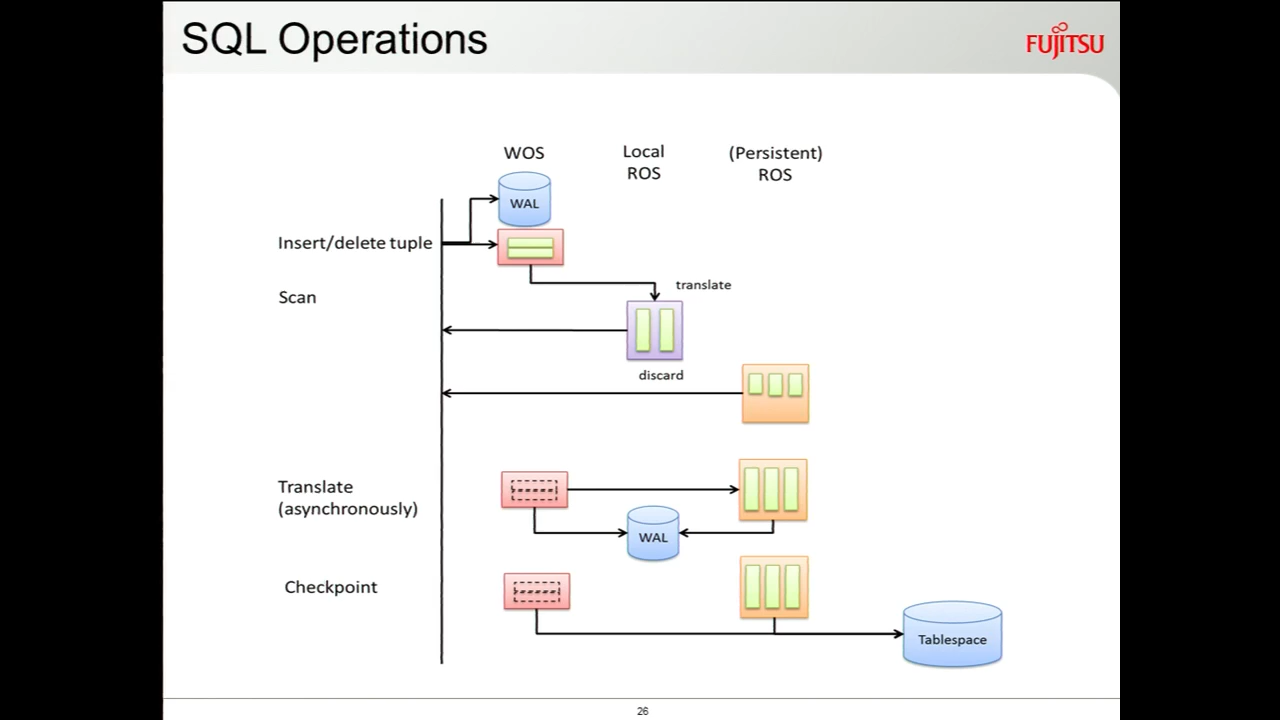 SQL Operations
FUJITSU
WOS
Local
ROS
(Persistent)
ROS
WAL
Insert/delete tuple
translate
Scan
discard
Translate
(asynchronously)
WAL
Checkpoint
Tablespace
26